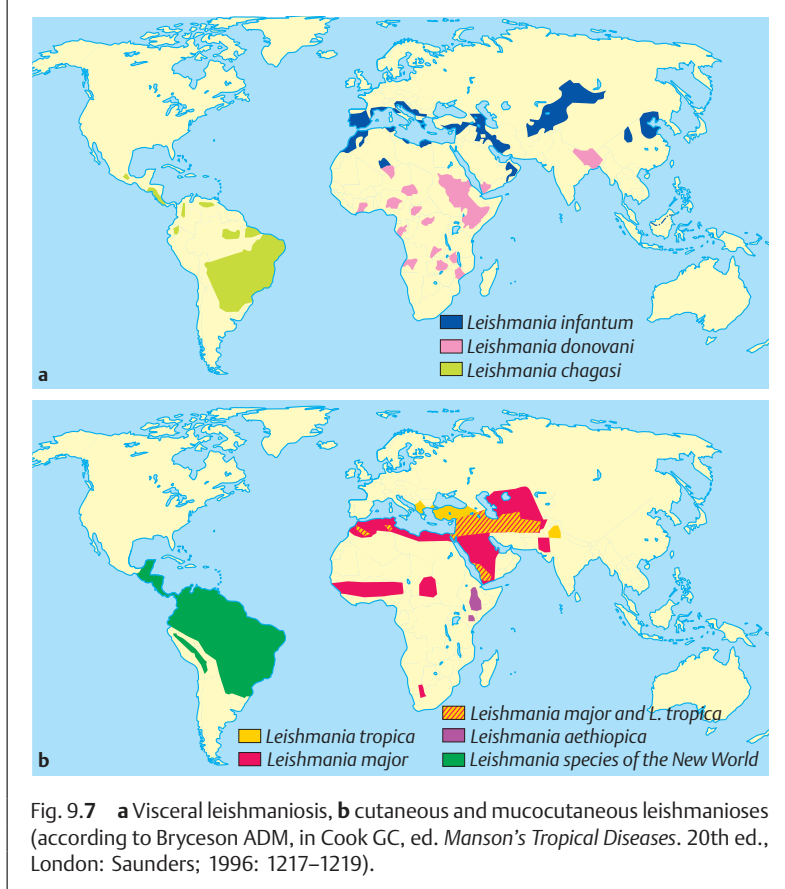 Leishmania infantum
Leishmania donovani
Leishmania chagasi
a
Leishmania major and L. tropica
Leishmania tropica
Leishmania aethiopica
Leishmania major
Leishmania species of the New World
b
Fig. 9.7 a Visceral leishmaniosis, b cutaneous and mucocutaneous leishmanioses
(according to Bryceson ADM, in Cook GC, ed. Manson's Tropical Diseases. 20th ed.,
London: Saunders; 1996: 1217–1219).